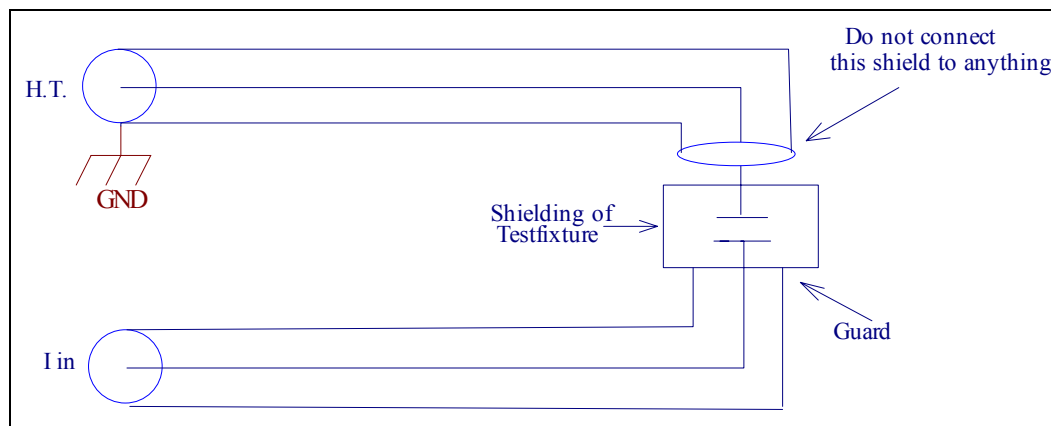 Do not connect
this shield to anything
H.T.
GND
Shielding of
Testfixture
Guard
I in